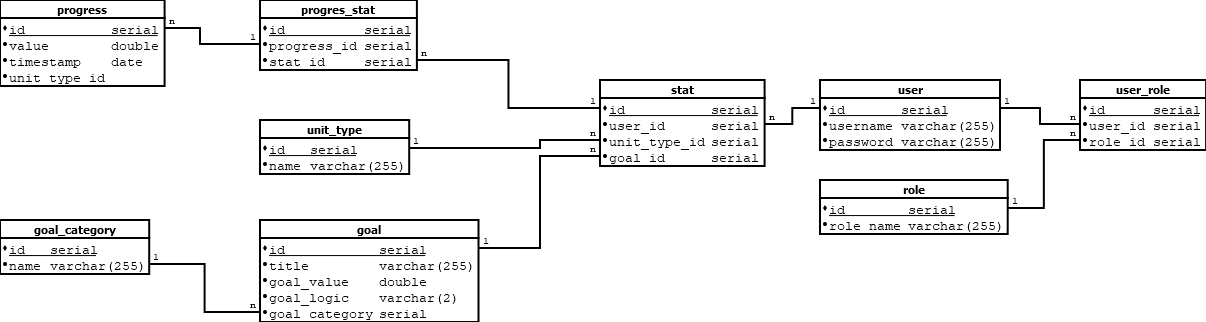 progress
id serial
value double
timestamp date
unit_type_id
n
1
progres_stat
id serial
progress_id serial
stat_id serial
n
1
stat
id serial
user_id serial
unit_type_id serial
goal_id serial
n
n
n
1
user
id serial
username varchar(255)
password varchar(255)
1
n
n
user_role
id serial
user_id serial
role_id serial
unit_type
id serial
name varchar(255)
1
role
id serial
role_name varchar(255)
1
goal_category
id serial
name varchar(255)
1
n
goal
id serial
title varchar(255)
goal_value double
goal_logic varchar(2)
goal_category serial
1